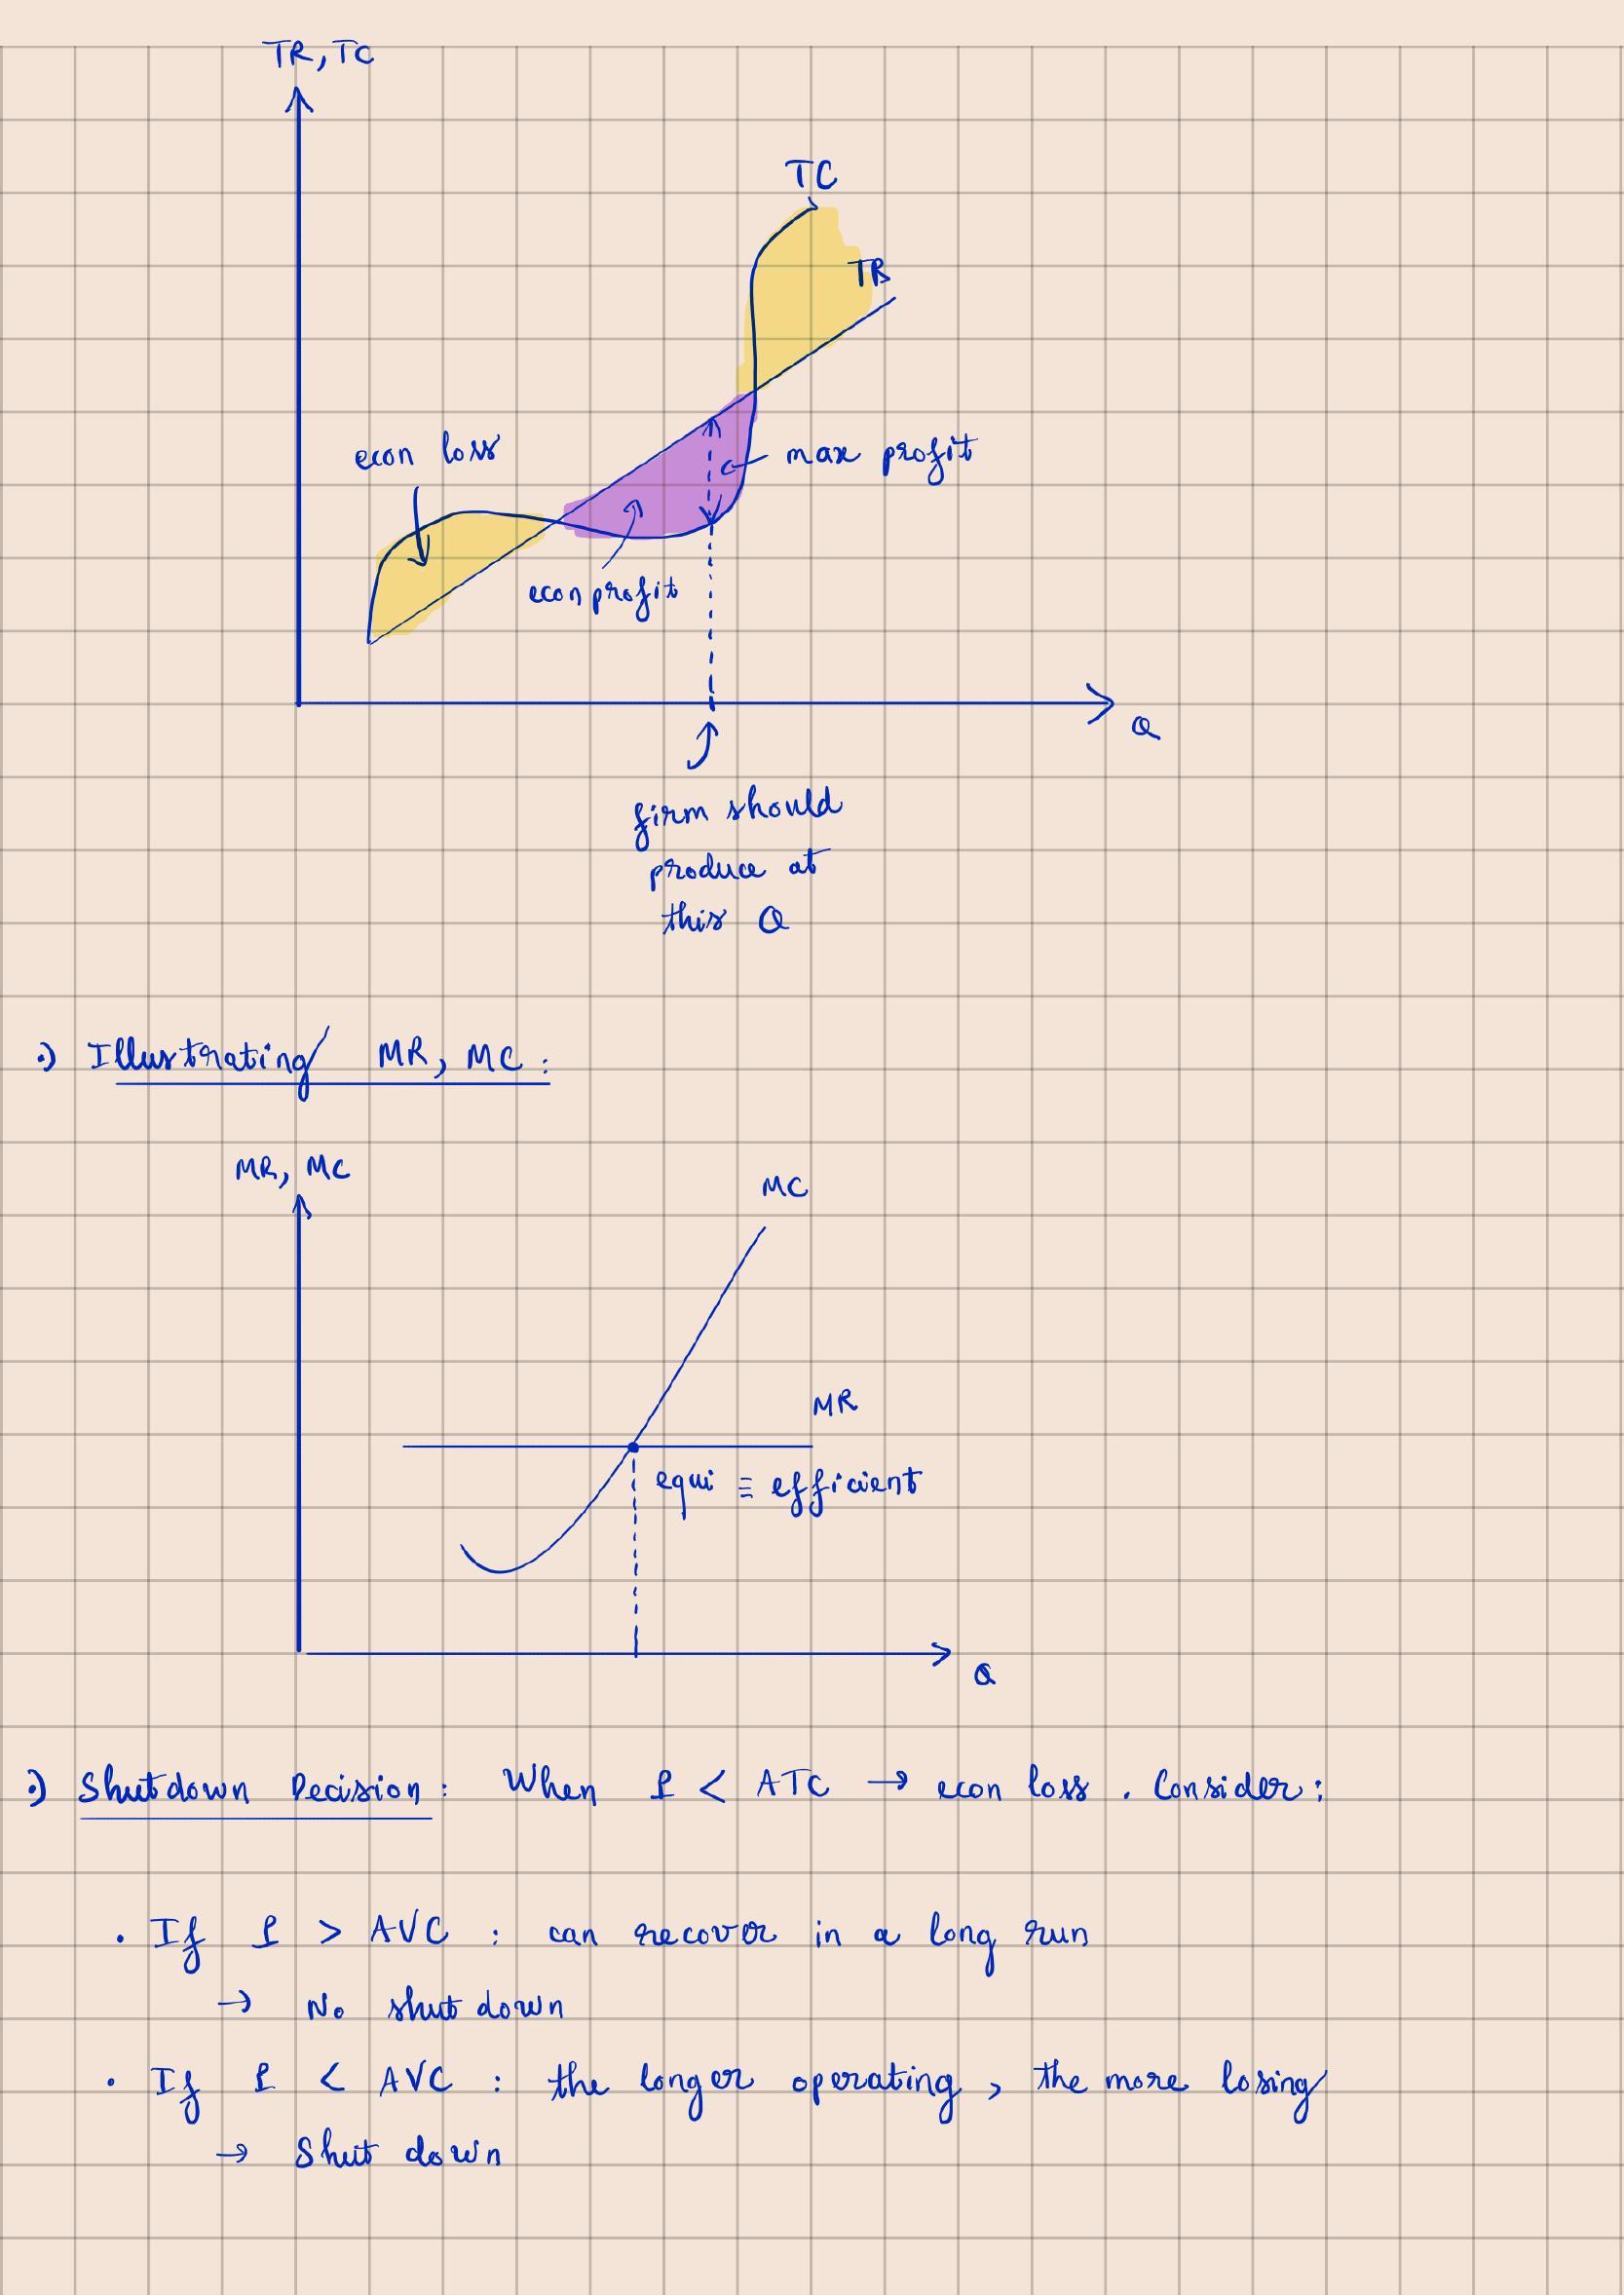 TR, TC
TC
TR
econ loss
max profit
econ profit
Q
firm should
produce at
this Q
Illustrating MR, MC :
MR, MC
MC
MR
equi ≡ efficient
Q
Shutdown Decision : When P < ATC → econ loss . Consider :
· If P > AVC : can recover in a long run
→ No shut down
· If P < AVC : the longer operating , the more losing
→ Shut down